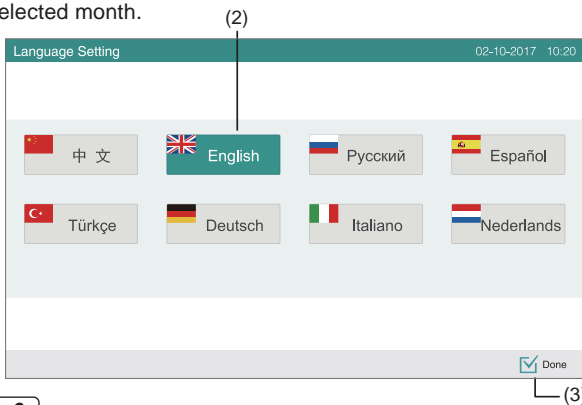 elected month.
(2)
Language Setting 02-10-2017 10:20
中 文 English Русский Español
Türkçe Deutsch Italiano Nederlands
Done
(3